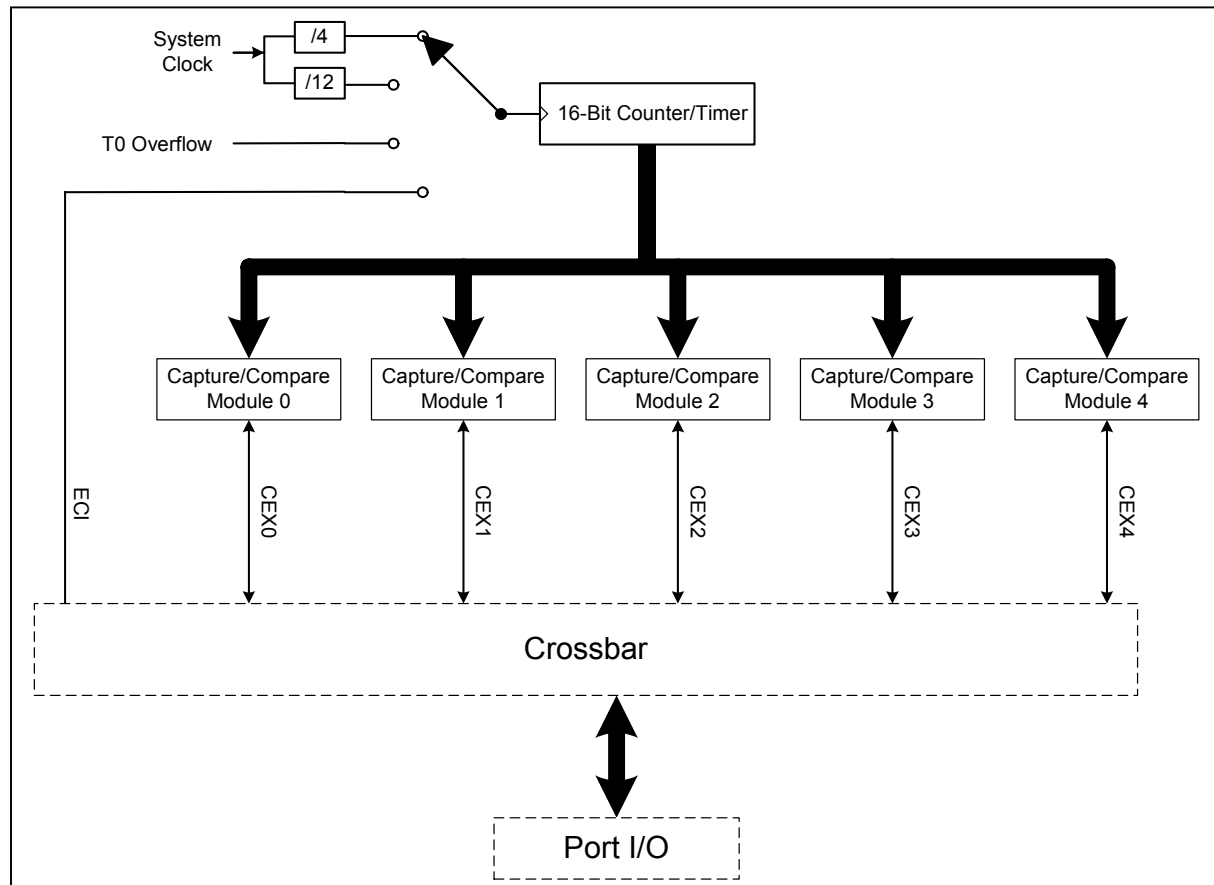 System
Clock
/4
/12
16-Bit Counter/Timer
T0 Overflow
Capture/Compare
Module 0
Capture/Compare
Module 1
Capture/Compare
Module 2
Capture/Compare
Module 3
Capture/Compare
Module 4
ECI
CEX0
CEX1
CEX2
CEX3
CEX4
Crossbar
Port I/O